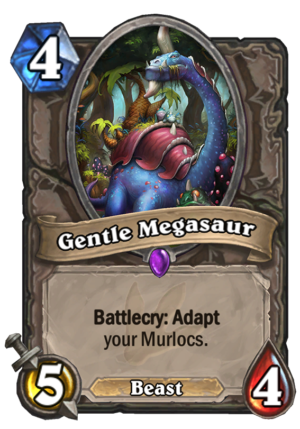 4
Gentle Megasaur
Battlecry: Adapt
your Murlocs.
5
Beast
4